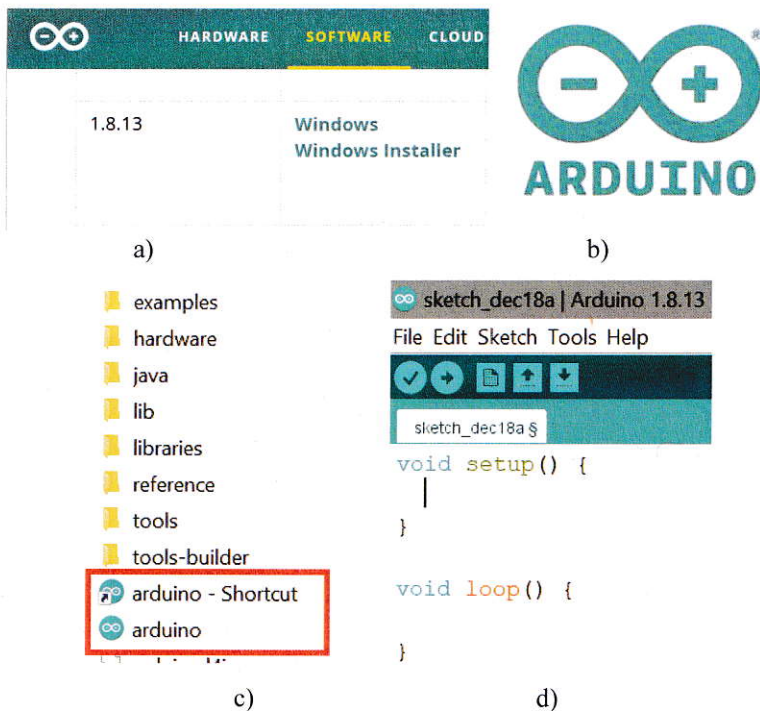 HARDWARE SOFTWARE CLOUD
1.8.13 Windows
Windows Installer
®
ARDUINO
a) b)
examples
hardware
java
lib
libraries
reference
tools
tools-builder
arduino - Shortcut
arduino
sketch_dec18a | Arduino 1.8.13
File Edit Sketch Tools Help
sketch_dec18a §
void setup() {
}
void loop() {
}
c) d)